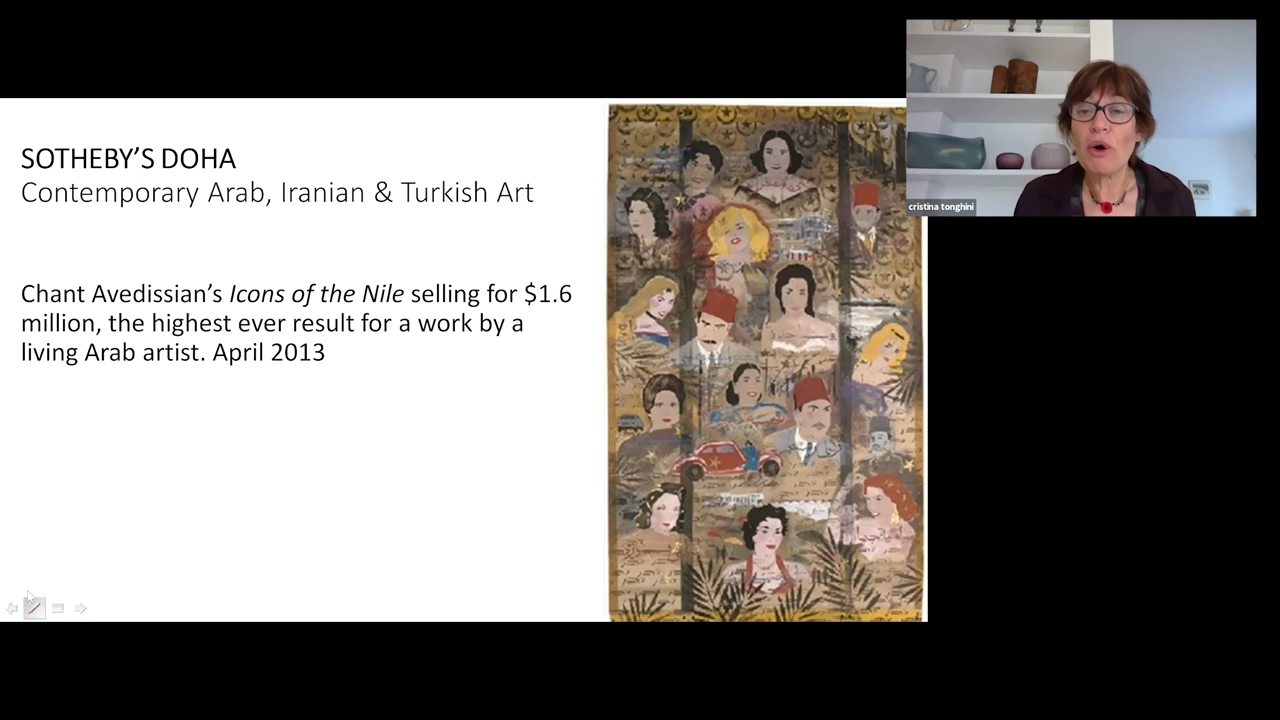 SOTHEBY'S DOHA
Contemporary Arab, Iranian & Turkish Art
Chant Avedissian's Icons of the Nile selling for $1.6
million, the highest ever result for a work by a
living Arab artist. April 2013
cristina tonghini